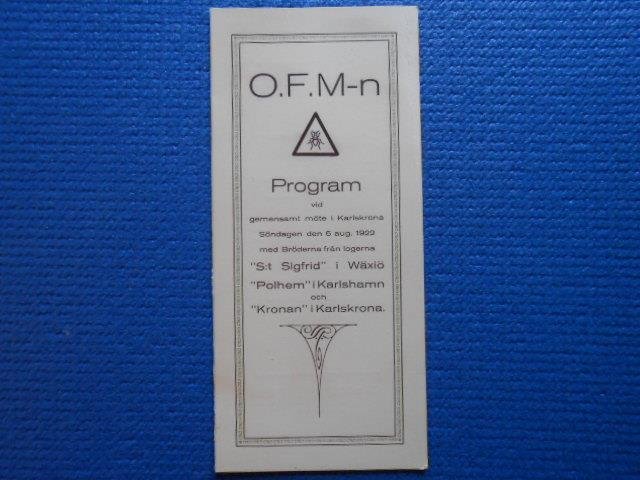 O.F.M-n
Program
vid
gemensamt möte i Karlskrona
Söndagen den 6 aug. 1922
med Bröderna från logerna
"S:t Sigfrid" i Wäxiö
"Polhem" i Karlshamn
och
"Kronan" i Karlskrona.